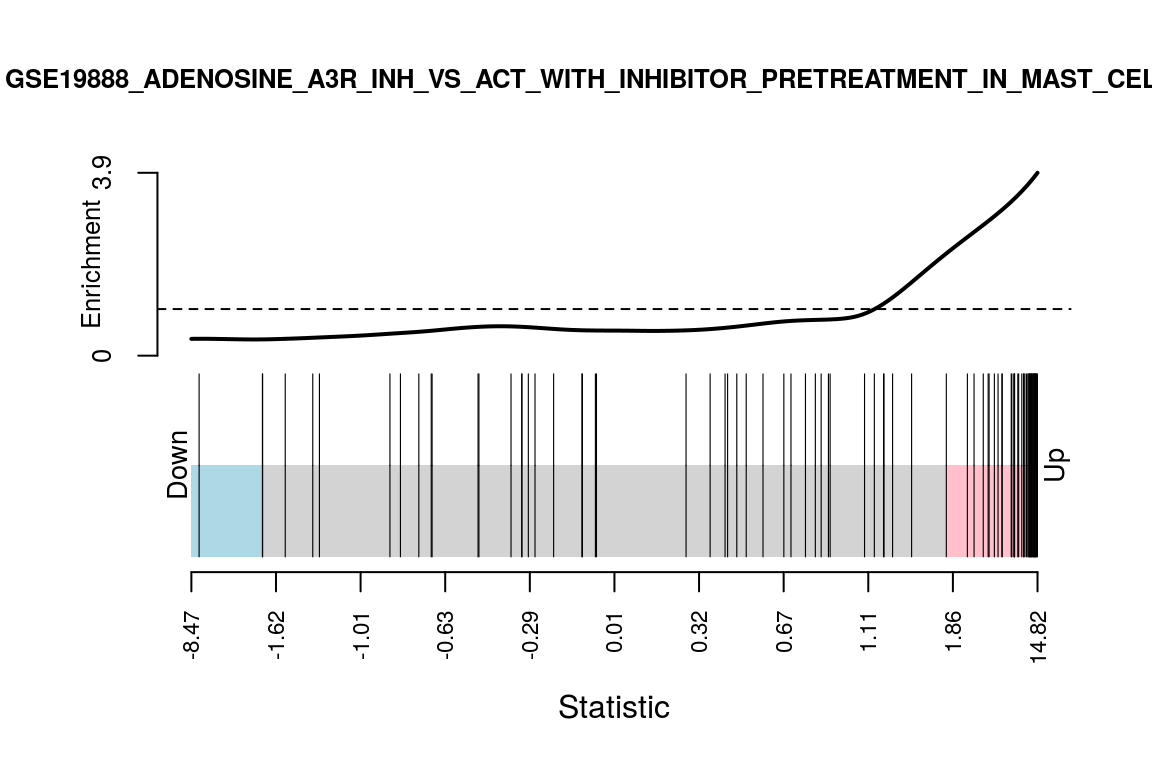 GSE19888_ADENOSINE_A3R_INH_VS_ACT_WITH_INHIBITOR_PRETREATMENT_IN_MAST_CEL
Enrichment
3.9
0
Down
Up
-8.47 -1.62 -1.01 -0.63 -0.29 0.01 0.32 0.67 1.11 1.86 14.82
Statistic